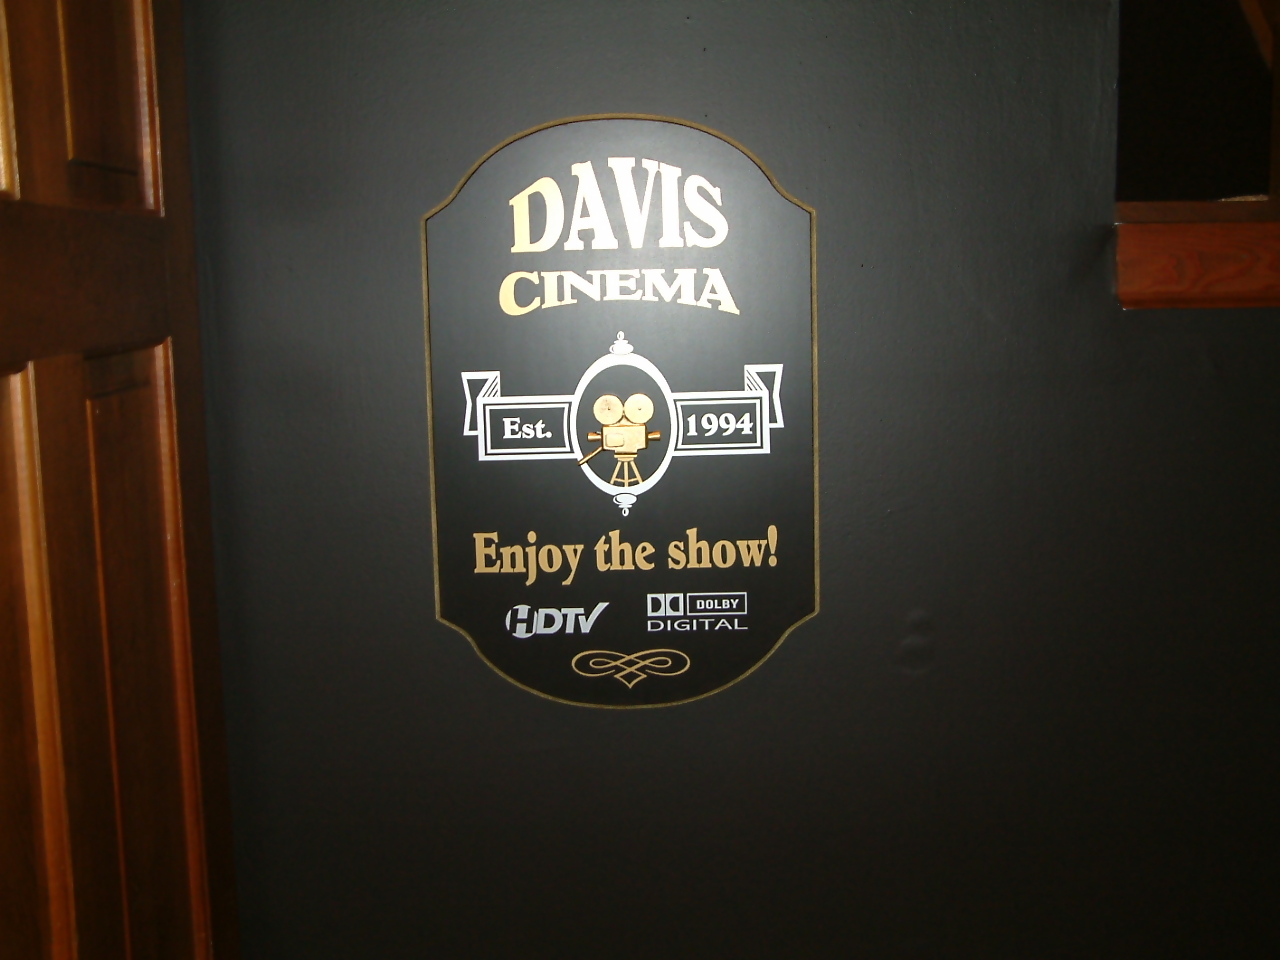 DAVIS
CINEMA
Est. 1994
Enjoy the show!
HDTV DOLBY
DIGITAL